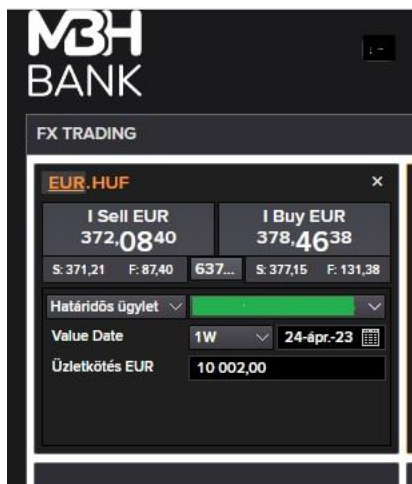 MBH
BANK
FX TRADING
EUR.HUF ×
I Sell EUR I Buy EUR
372,0840 378,4638
S: 371,21 F: 87,40 637... S: 377,15 F: 131,38
Határidős ügylet
Value Date 1W 24-ápr.-23
Üzletkötés EUR 10 002,00